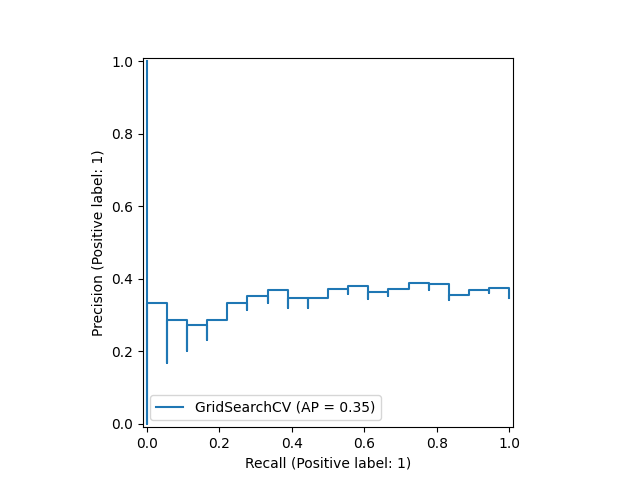 1.0
0.8
0.6
0.4
0.2
0.0
Precision (Positive label: 1)
GridSearchCV (AP = 0.35)
0.0 0.2 0.4 0.6 0.8 1.0
Recall (Positive label: 1)